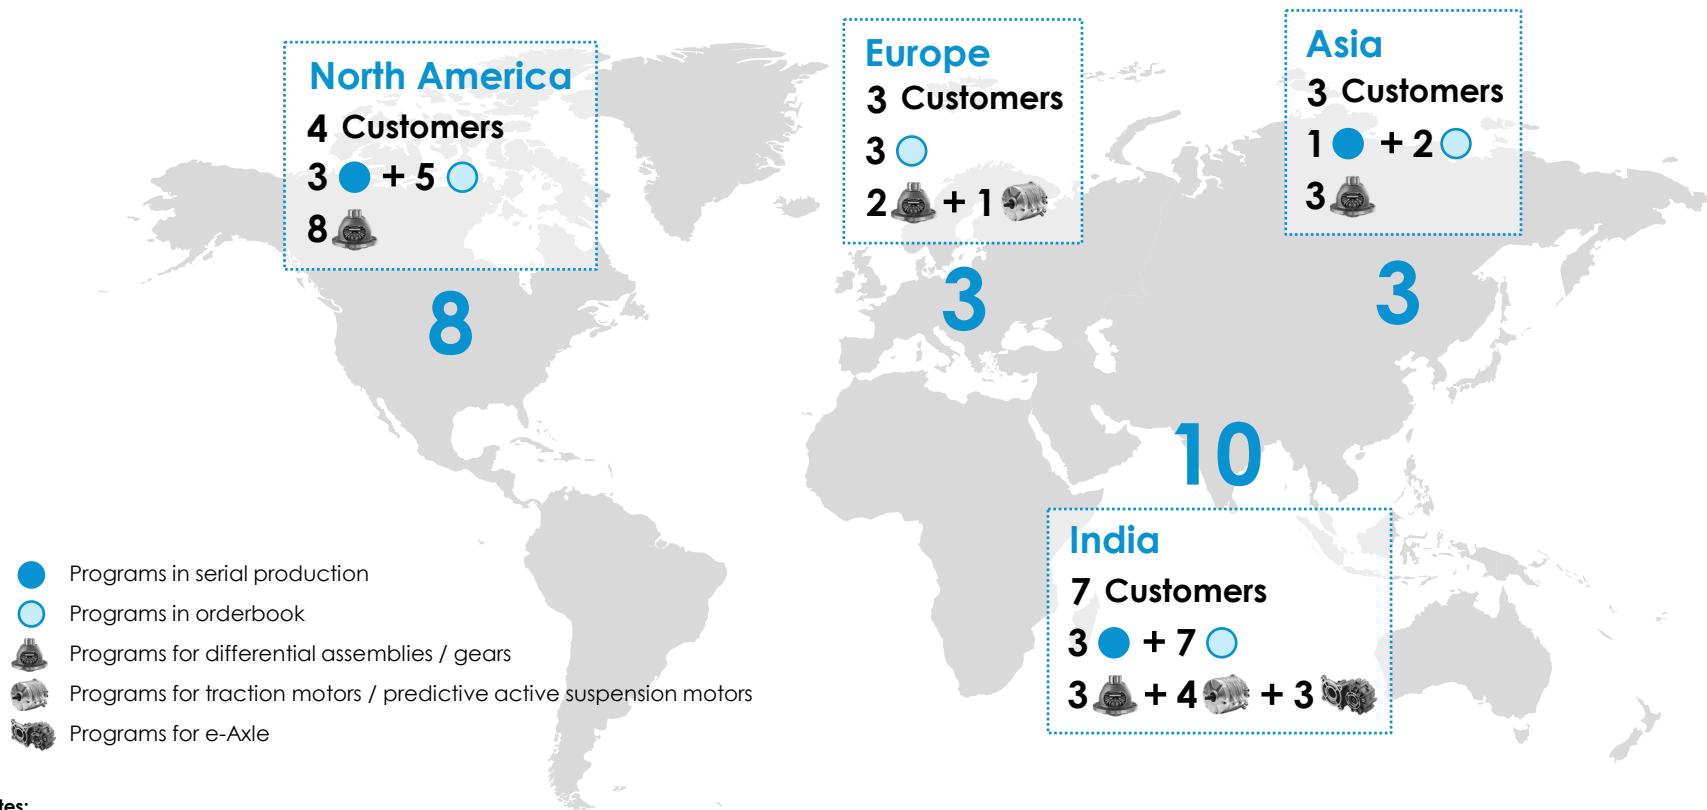 North America
4 Customers
3 + 5
8
8
Europe
3 Customers
3
2 + 1
3
Asia
3 Customers
1 + 2
3
3
10
India
7 Customers
3 + 7
3 + 4 + 3
Programs in serial production
Programs in orderbook
Programs for differential assemblies / gears
Programs for traction motors / predictive active suspension motors
Programs for e-Axle